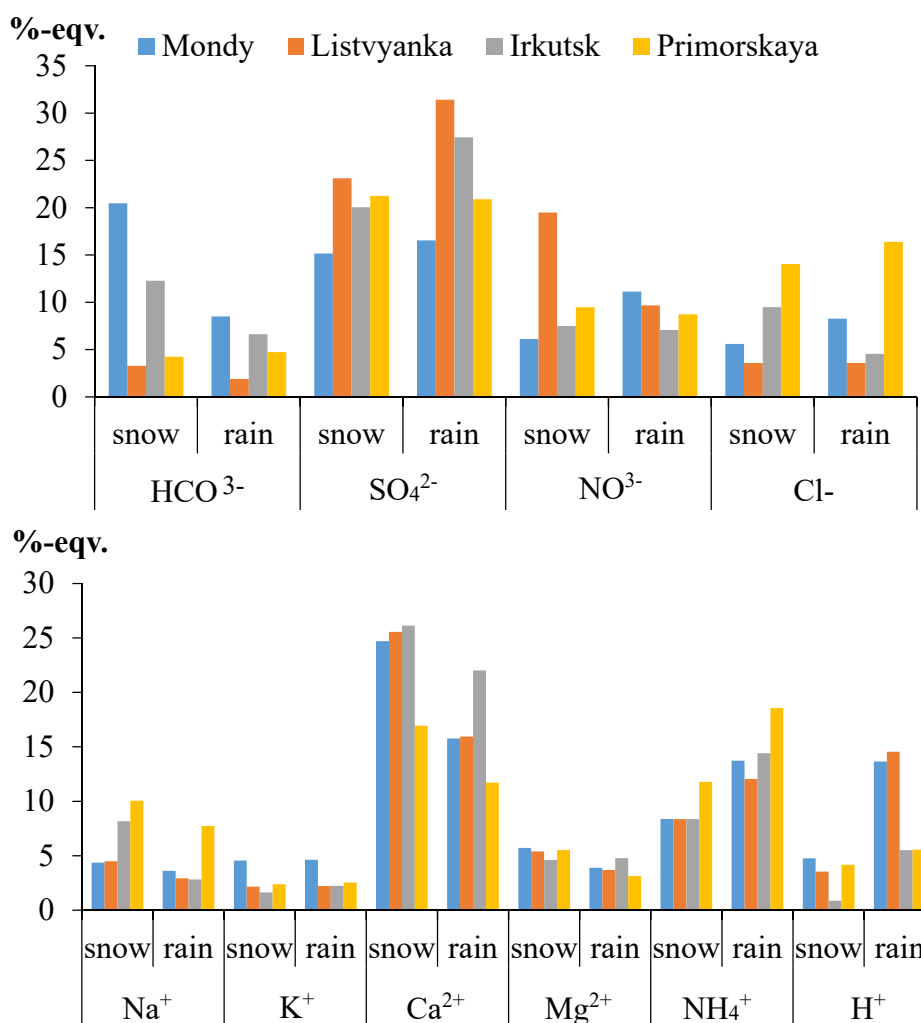 %-eqv.
Mondy Listvyanka Irkutsk Primorskaya
35
30
25
20
15
10
5
0
snow rain snow rain snow rain snow rain
HCO ³⁻ SO₄²⁻ NO³⁻ Cl-
%-eqv.
30
25
20
15
10
5
0
snow rain snow rain snow rain snow rain snow rain snow rain
Na⁺ K⁺ Ca²⁺ Mg²⁺ NH₄⁺ H⁺